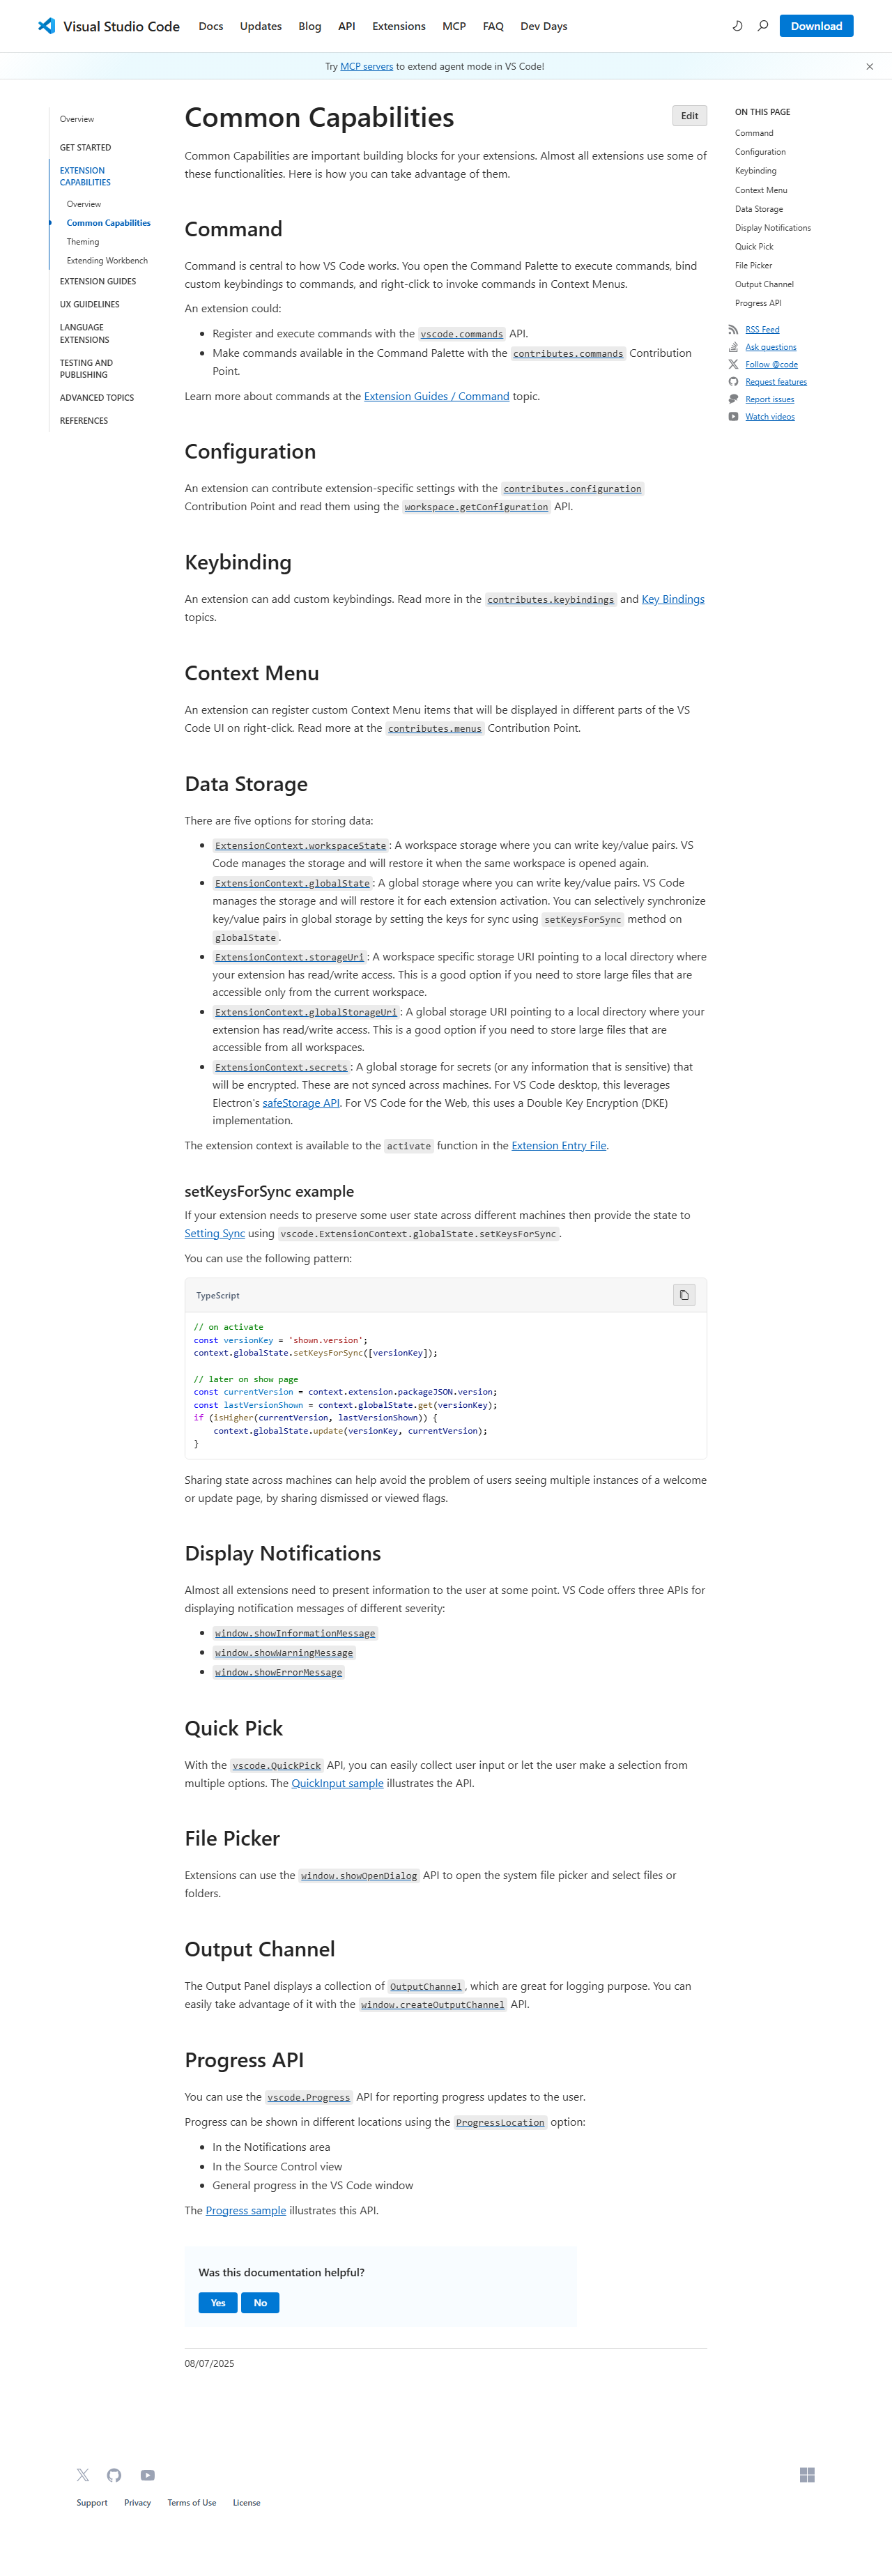 Visual Studio Code
Docs
Updates
Blog
API
Extensions
MCP
FAQ
Dev Days
Download
Try MCP servers to extend agent mode in VS Code!
Overview
GET STARTED
EXTENSION
CAPABILITIES
Overview
Common Capabilities
Theming
Extending Workbench
EXTENSION GUIDES
UX GUIDELINES
LANGUAGE
EXTENSIONS
TESTING AND
PUBLISHING
ADVANCED TOPICS
REFERENCES
Common Capabilities
Edit
Common Capabilities are important building blocks for your extensions. Almost all extensions use some of
these functionalities. Here is how you can take advantage of them.
Command
Command is central to how VS Code works. You open the Command Palette to execute commands, bind
custom keybindings to commands, and right-click to invoke commands in Context Menus.
An extension could:
• Register and execute commands with the vscode.commands API.
• Make commands available in the Command Palette with the contributes.commands Contribution
Point.
Learn more about commands at the Extension Guides / Command topic.
Configuration
An extension can contribute extension-specific settings with the contributes.configuration
Contribution Point and read them using the workspace.getConfiguration API.
Keybinding
An extension can add custom keybindings. Read more in the contributes.keybindings and Key Bindings
topics.
Context Menu
An extension can register custom Context Menu items that will be displayed in different parts of the VS
Code UI on right-click. Read more at the contributes.menus Contribution Point.
Data Storage
There are five options for storing data:
• ExtensionContext.workspaceState: A workspace storage where you can write key/value pairs. VS
Code manages the storage and will restore it when the same workspace is opened again.
• ExtensionContext.globalState: A global storage where you can write key/value pairs. VS Code
manages the storage and will restore it for each extension activation. You can selectively synchronize
key/value pairs in global storage by setting the keys for sync using setKeysForSync method on
globalState.
• ExtensionContext.storageUri: A workspace specific storage URI pointing to a local directory where
your extension has read/write access. This is a good option if you need to store large files that are
accessible only from the current workspace.
• ExtensionContext.globalStorageUri: A global storage URI pointing to a local directory where your
extension has read/write access. This is a good option if you need to store large files that are
accessible from all workspaces.
• ExtensionContext.secrets: A global storage for secrets (or any information that is sensitive) that
will be encrypted. These are not synced across machines. For VS Code desktop, this leverages
Electron's safeStorage API. For VS Code for the Web, this uses a Double Key Encryption (DKE)
implementation.
The extension context is available to the activate function in the Extension Entry File.
setKeysForSync example
If your extension needs to preserve some user state across different machines then provide the state to
Setting Sync using vscode.ExtensionContext.globalState.setKeysForSync.
You can use the following pattern:
TypeScript
// on activate
const versionKey = 'shown.version';
context.globalState.setKeysForSync([versionKey]);
// later on show page
const currentVersion = context.extension.packageJSON.version;
const lastVersionShown = context.globalState.get(versionKey);
if (isHigher(currentVersion, lastVersionShown)) {
    context.globalState.update(versionKey, currentVersion);
}
Sharing state across machines can help avoid the problem of users seeing multiple instances of a welcome
or update page, by sharing dismissed or viewed flags.
Display Notifications
Almost all extensions need to present information to the user at some point. VS Code offers three APIs for
displaying notification messages of different severity:
• window.showInformationMessage
• window.showWarningMessage
• window.showErrorMessage
Quick Pick
With the vscode.QuickPick API, you can easily collect user input or let the user make a selection from
multiple options. The QuickInput sample illustrates the API.
File Picker
Extensions can use the window.showOpenDialog API to open the system file picker and select files or
folders.
Output Channel
The Output Panel displays a collection of OutputChannel, which are great for logging purpose. You can
easily take advantage of it with the window.createOutputChannel API.
Progress API
You can use the vscode.Progress API for reporting progress updates to the user.
Progress can be shown in different locations using the ProgressLocation option:
• In the Notifications area
• In the Source Control view
• General progress in the VS Code window
The Progress sample illustrates this API.
Was this documentation helpful?
Yes
No
08/07/2025
ON THIS PAGE
Command
Configuration
Keybinding
Context Menu
Data Storage
Display Notifications
Quick Pick
File Picker
Output Channel
Progress API
RSS Feed
Ask questions
Follow @code
Request features
Report issues
Watch videos
Support
Privacy
Terms of Use
License